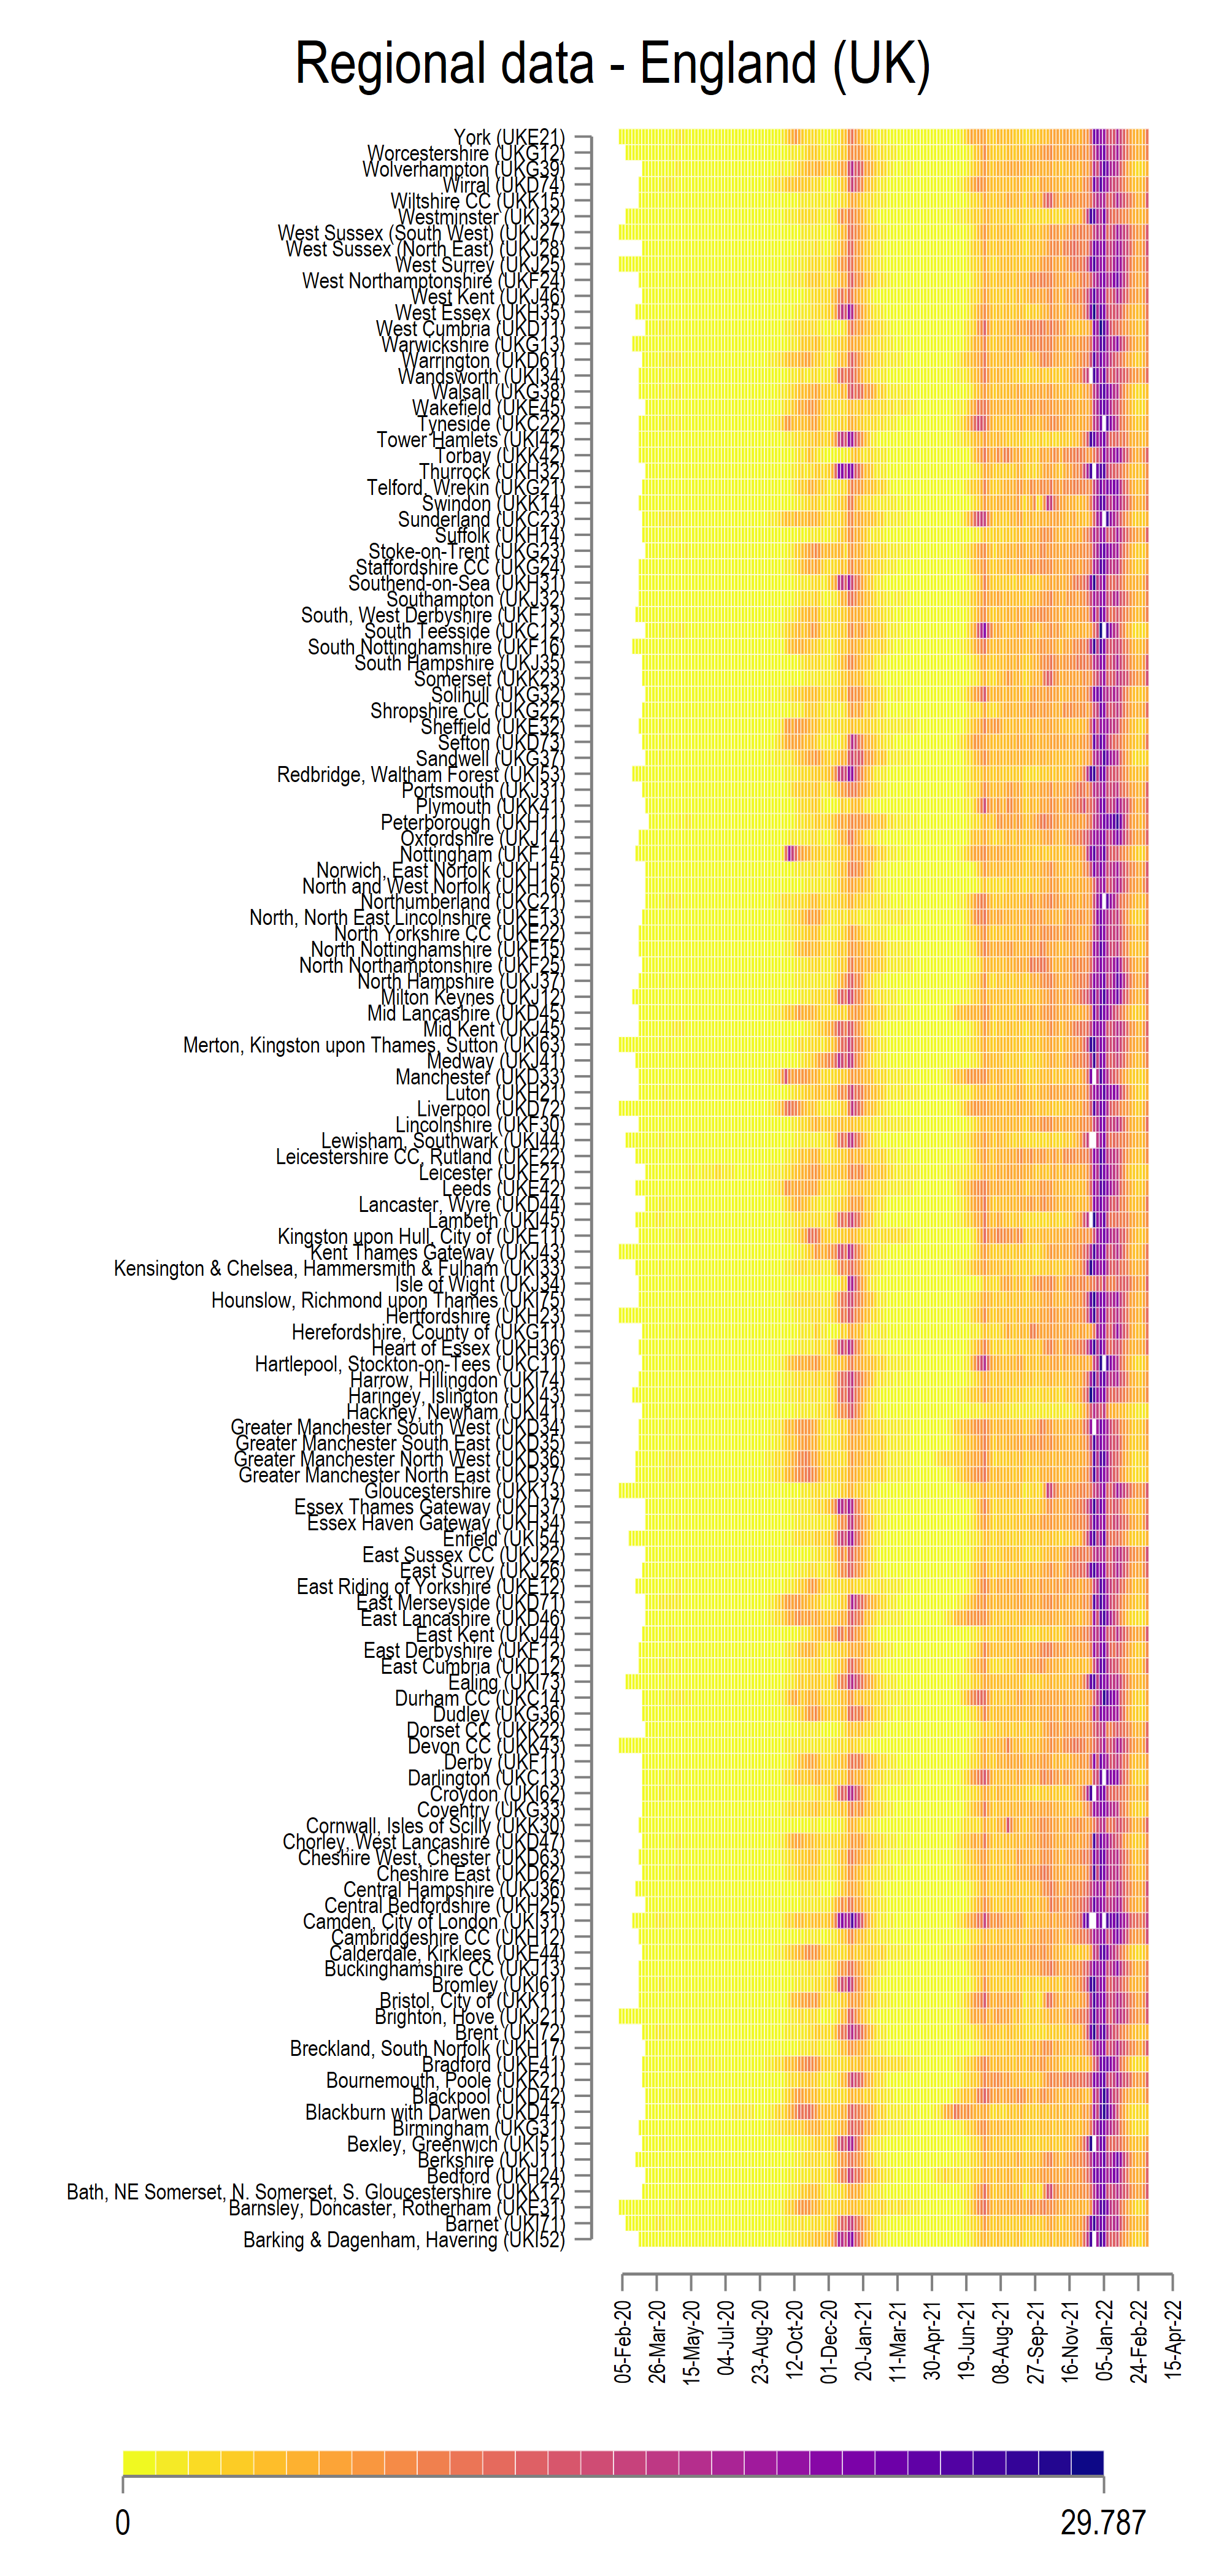 Regional data - England (UK)
York (UKE21)
Worcestershire (UKG12)
Wolverhampton (UKG39)
Wirral (UKD74)
Wiltshire CC (UKK15)
Westminster (UKI32)
West Sussex (South West) (UKJ27)
West Sussex (North East) (UKJ28)
West Surrey (UKJ25)
West Northamptonshire (UKF24)
West Kent (UKJ46)
West Essex (UKH35)
West Cumbria (UKD11)
Warwickshire (UKG13)
Warrington (UKD61)
Wandsworth (UKI34)
Walsall (UKG38)
Wakefield (UKE45)
Tyneside (UKC22)
Tower Hamlets (UKI42)
Torbay (UKK42)
Thurrock (UKH32)
Telford, Wrekin (UKG21)
Swindon (UKK14)
Sunderland (UKC23)
Suffolk (UKH14)
Stoke-on-Trent (UKG23)
Staffordshire CC (UKG24)
Southend-on-Sea (UKH31)
Southampton (UKJ32)
South, West Derbyshire (UKF13)
South Teesside (UKC12)
South Nottinghamshire (UKF16)
South Hampshire (UKJ35)
Somerset (UKK23)
Solihull (UKG32)
Shropshire CC (UKG22)
Sheffield (UKE32)
Sefton (UKD73)
Sandwell (UKG37)
Redbridge, Waltham Forest (UKI53)
Portsmouth (UKJ31)
Plymouth (UKK41)
Peterborough (UKH11)
Oxfordshire (UKJ14)
Nottingham (UKF14)
Norwich, East Norfolk (UKH15)
North and West Norfolk (UKH16)
Northumberland (UKC21)
North, North East Lincolnshire (UKE13)
North Yorkshire CC (UKE22)
North Nottinghamshire (UKF15)
North Northamptonshire (UKF25)
North Hampshire (UKJ37)
Milton Keynes (UKJ12)
Mid Lancashire (UKD45)
Mid Kent (UKJ45)
Merton, Kingston upon Thames, Sutton (UKI63)
Medway (UKJ41)
Manchester (UKD33)
Luton (UKH21)
Liverpool (UKD72)
Lincolnshire (UKF30)
Lewisham, Southwark (UKI44)
Leicestershire CC, Rutland (UKF22)
Leicester (UKF21)
Leeds (UKE42)
Lancaster, Wyre (UKD44)
Lambeth (UKI45)
Kingston upon Hull, City of (UKE11)
Kent Thames Gateway (UKJ43)
Kensington & Chelsea, Hammersmith & Fulham (UKI33)
Isle of Wight (UKJ34)
Hounslow, Richmond upon Thames (UKI75)
Hertfordshire (UKH23)
Herefordshire, County of (UKG11)
Heart of Essex (UKH36)
Hartlepool, Stockton-on-Tees (UKC11)
Harrow, Hillingdon (UKI74)
Haringey, Islington (UKI43)
Hackney, Newham (UKI41)
Greater Manchester South West (UKD34)
Greater Manchester South East (UKD35)
Greater Manchester North West (UKD36)
Greater Manchester North East (UKD37)
Gloucestershire (UKK13)
Essex Thames Gateway (UKH37)
Essex Haven Gateway (UKH34)
Enfield (UKI54)
East Sussex CC (UKJ22)
East Surrey (UKJ26)
East Riding of Yorkshire (UKE12)
East Merseyside (UKD71)
East Lancashire (UKD46)
East Kent (UKJ44)
East Derbyshire (UKF12)
East Cumbria (UKD12)
Ealing (UKI73)
Durham CC (UKC14)
Dudley (UKG36)
Dorset CC (UKK22)
Devon CC (UKK43)
Derby (UKF11)
Darlington (UKC13)
Croydon (UKI62)
Coventry (UKG33)
Cornwall, Isles of Scilly (UKK30)
Chorley, West Lancashire (UKD47)
Cheshire West, Chester (UKD63)
Cheshire East (UKD62)
Central Hampshire (UKJ36)
Central Bedfordshire (UKH25)
Camden, City of London (UKI31)
Cambridgeshire CC (UKH12)
Calderdale, Kirklees (UKE44)
Buckinghamshire CC (UKJ13)
Bromley (UKI61)
Bristol, City of (UKK11)
Brighton, Hove (UKJ21)
Brent (UKI72)
Breckland, South Norfolk (UKH17)
Bradford (UKE41)
Bournemouth, Poole (UKK21)
Blackpool (UKD42)
Blackburn with Darwen (UKD41)
Birmingham (UKG31)
Bexley, Greenwich (UKI51)
Berkshire (UKJ11)
Bedford (UKH24)
Bath, NE Somerset, N. Somerset, S. Gloucestershire (UKK12)
Barnsley, Doncaster, Rotherham (UKE31)
Barnet (UKI71)
Barking & Dagenham, Havering (UKI52)
05-Feb-20
26-Mar-20
15-May-20
04-Jul-20
23-Aug-20
12-Oct-20
01-Dec-20
20-Jan-21
11-Mar-21
30-Apr-21
19-Jun-21
08-Aug-21
27-Sep-21
16-Nov-21
05-Jan-22
24-Feb-22
15-Apr-22
0
29.787